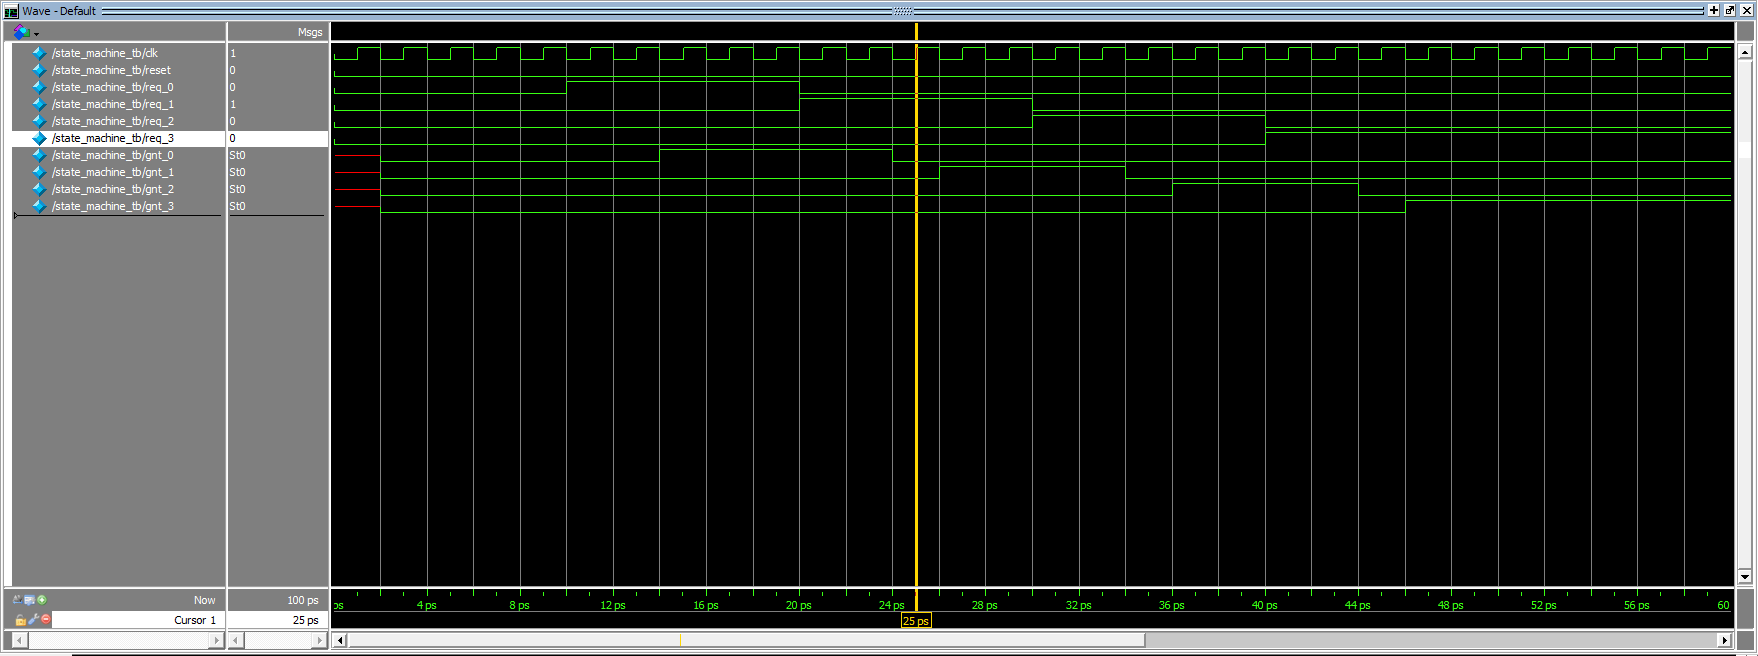 Wave - Default
Msgs
/state_machine_tb/clk 1
/state_machine_tb/reset 0
/state_machine_tb/req_0 0
/state_machine_tb/req_1 1
/state_machine_tb/req_2 0
/state_machine_tb/req_3 0
/state_machine_tb/gnt_0 St0
/state_machine_tb/gnt_1 St0
/state_machine_tb/gnt_2 St0
/state_machine_tb/gnt_3 St0
Now 100 ps ps 4 ps 8 ps 12 ps 16 ps 20 ps 24 ps 28 ps 32 ps 36 ps 40 ps 44 ps 48 ps 52 ps 56 ps 60
Cursor 1 25 ps 25 ps